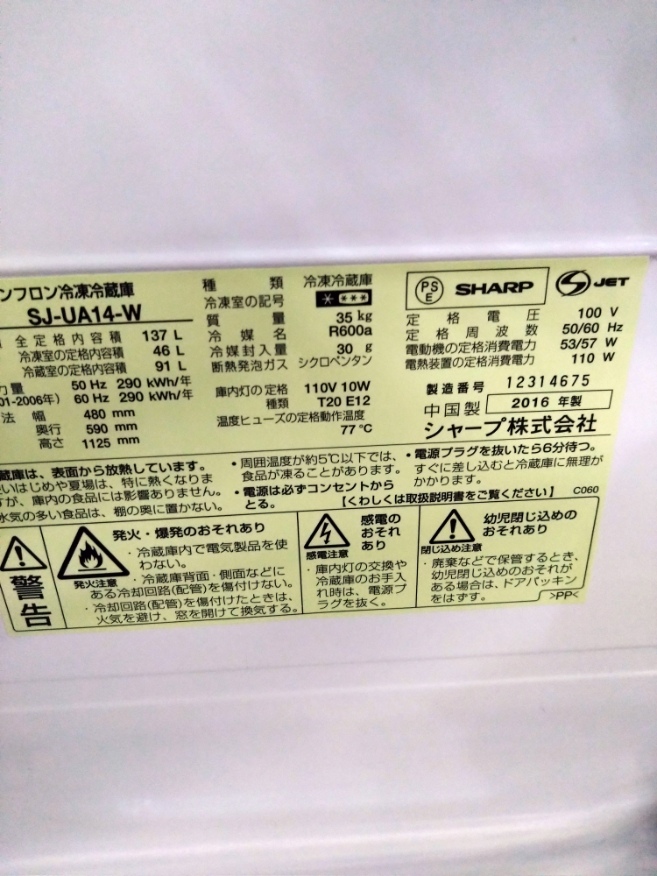 ンフロン冷凍冷蔵庫
SJ-UA14-W
全定格内容積 137 L
冷凍室の定格内容積 46 L
冷蔵室の定格内容積 91 L
力量 50 Hz 290 kWh/年
01-2006年) 60 Hz 290 kWh/年
法 幅 480 mm
奥行 590 mm
高さ 1125 mm
種類 冷凍冷蔵庫
冷凍室の記号
質量 35 kg
冷媒名 R600a
冷媒封入量 30 g
断熱発泡ガス シクロペンタン
庫内灯の定格 110V 10W
種類 T20 E12
温度ヒューズの定格動作温度
77℃
PS
E
SHARP
JET
定格電圧 100 V
定格周波数 50/60 Hz
電動機の定格消費電力 53/57 W
電熱装置の定格消費電力 110 W
製造番号 12314675
中国製 2016 年製
シャープ株式会社
蔵庫は、表面から放熱しています。
いはじめや夏場は、特に熱くなりま
すが、庫内の食品には影響ありません。
水気の多い食品は、棚の奥に置かない。
・周囲温度が約5℃以下では、
食品が凍ることがあります。
・電源は必ずコンセントから
とる。
・電源プラグを抜いたら6分待つ。
すぐに差し込むと冷蔵庫に無理が
かかります。
【くわしくは取扱説明書をご覧ください】 C060
警告
発火・爆発のおそれあり
発火注意
・冷蔵庫内で電気製品を使
わない。
・冷蔵庫背面・側面などに
ある冷却回路(配管)を傷付けない。
・冷却回路(配管)を傷付けたときは、
火気を避け、窓を開けて換気する。
感電の
おそれ
あり
感電注意
・庫内灯の交換や
冷蔵庫のお手入
れ時は、電源プ
ラグを抜く。
幼児閉じ込めの
おそれあり
閉じ込め注意
・廃棄などで保管するとき、
幼児閉じ込めのおそれが
ある場合は、ドアパッキン
をはずす。
>PP<